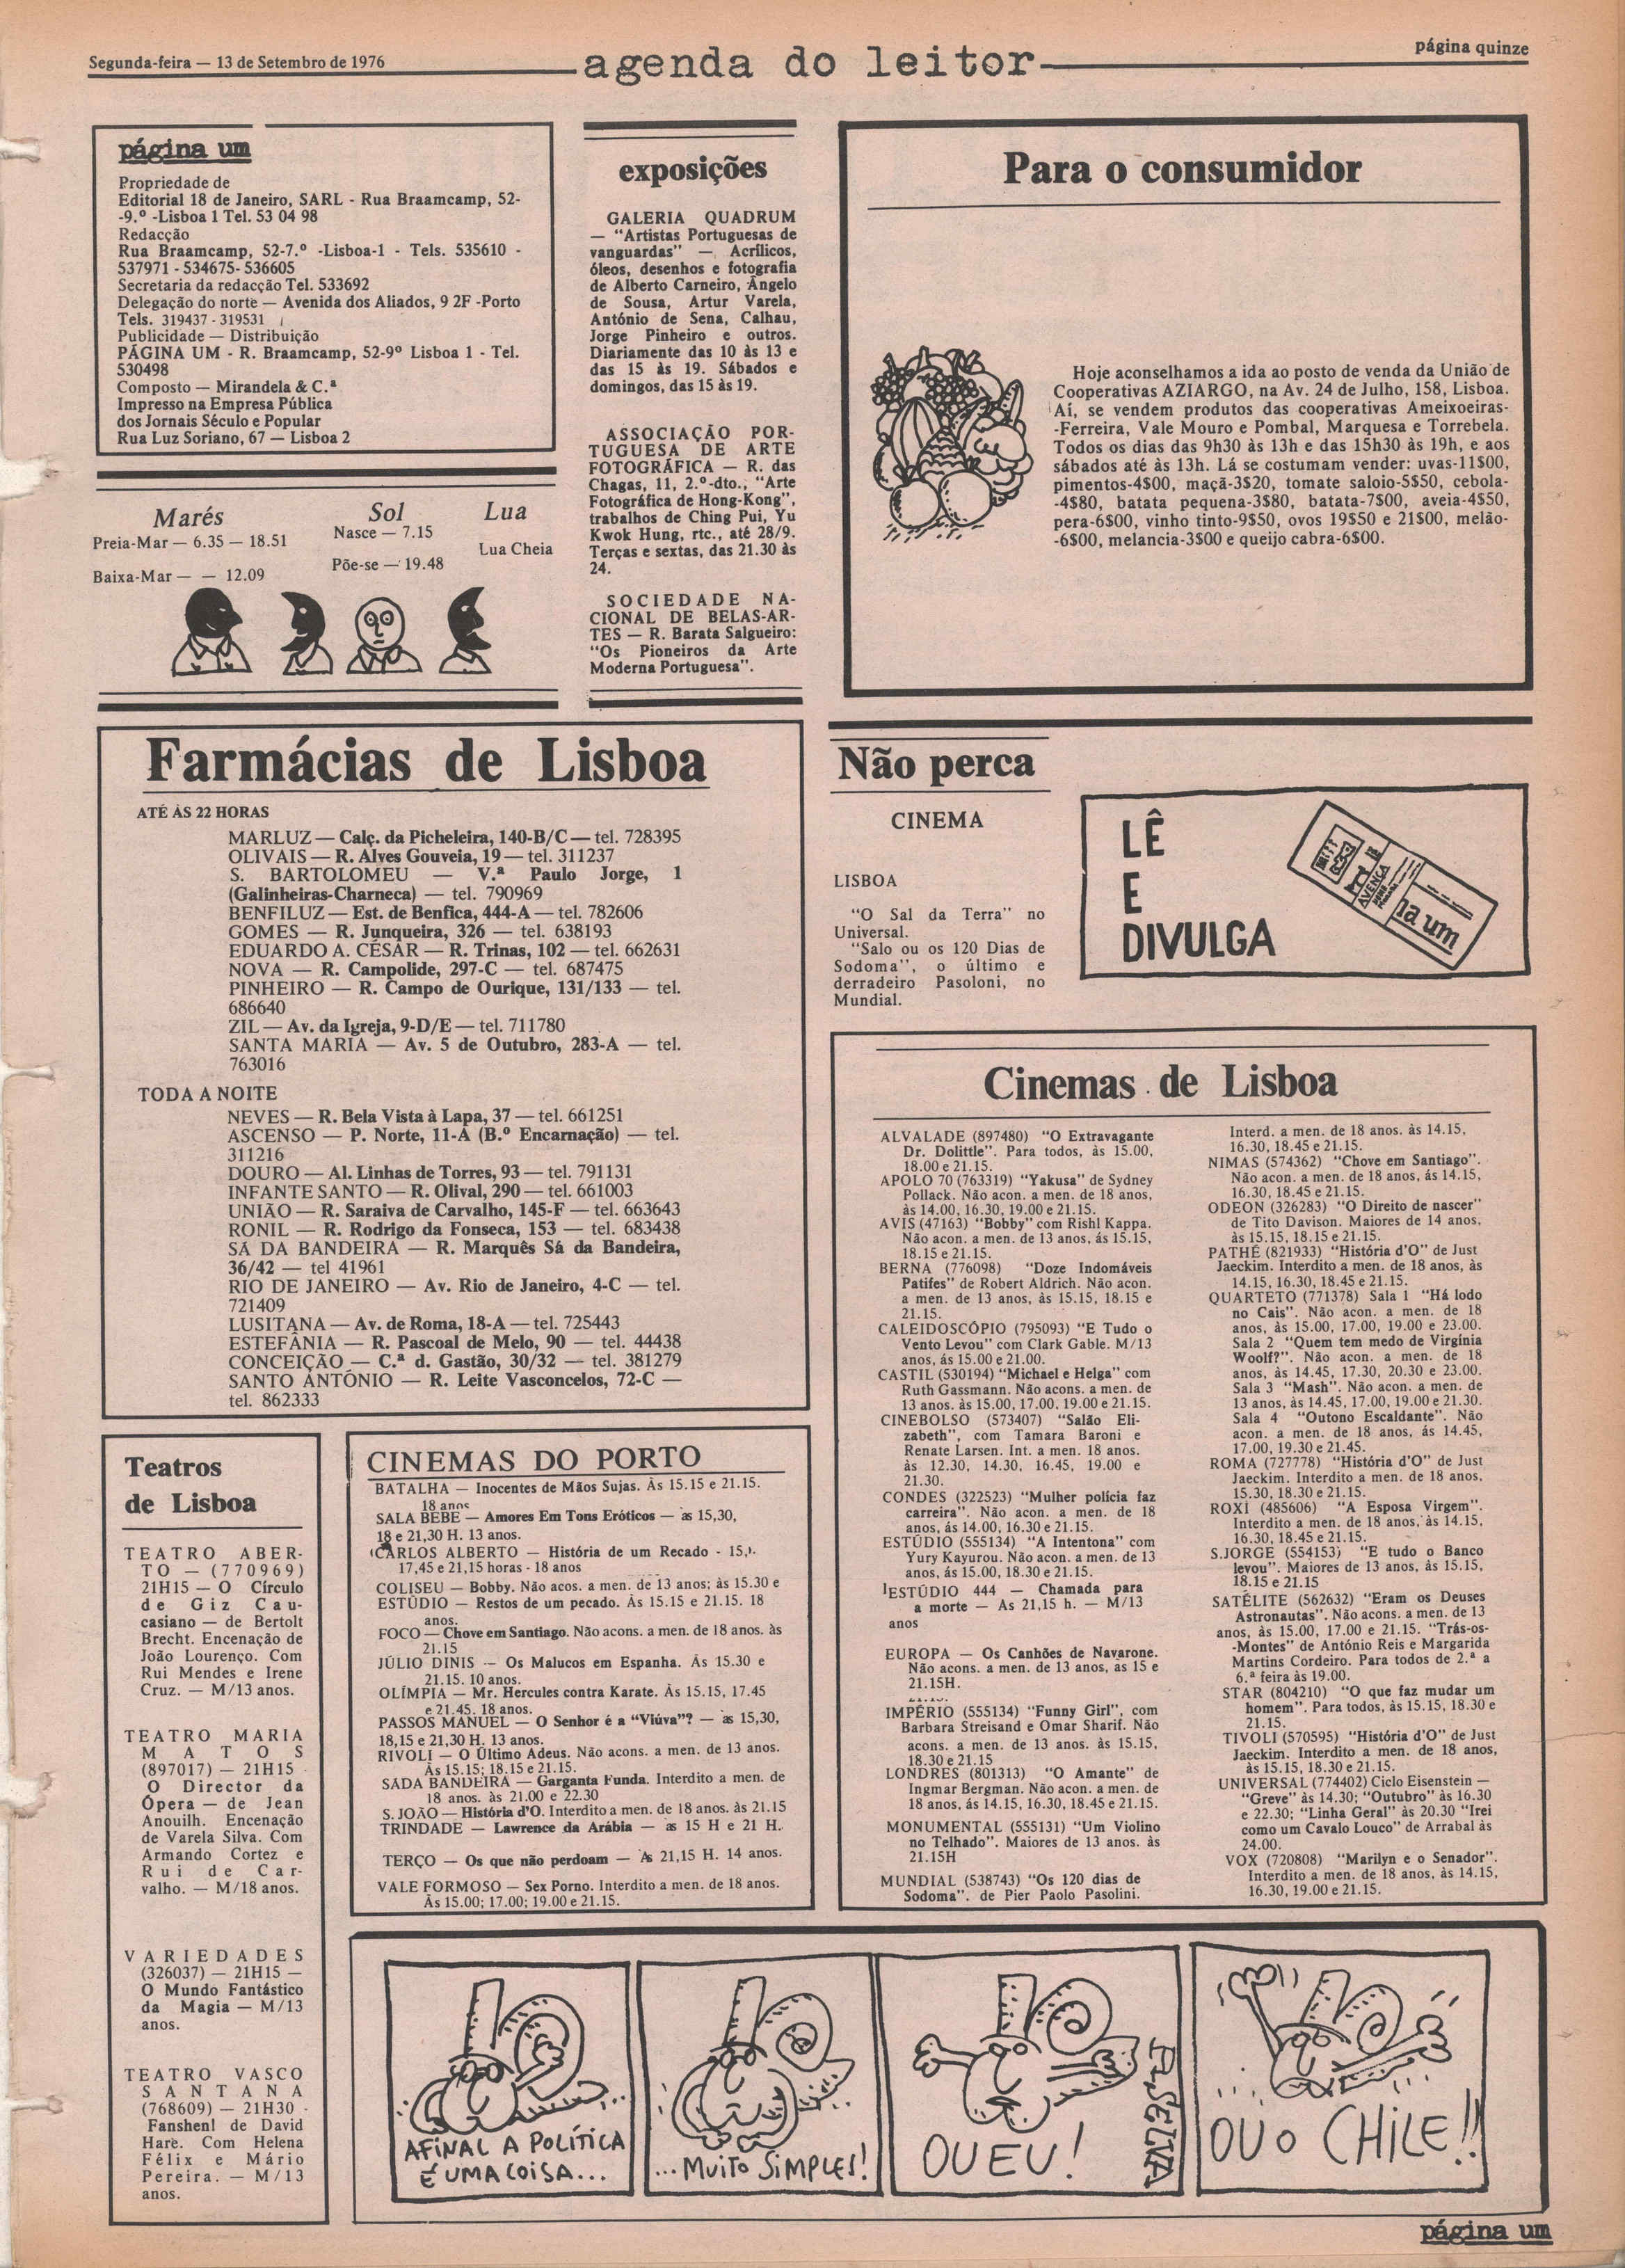 Segunda-feira — 13 de Setembro de 1976
agenda do leitor
página quinze
página um
Propriedade de
Editorial 18 de Janeiro, SARL - Rua Braamcamp, 52-
-9.º -Lisboa 1 Tel. 53 04 98
Redacção
Rua Braamcamp, 52-7.º -Lisboa-1 - Tels. 535610 -
537971 - 534675- 536605
Secretaria da redacção Tel. 533692
Delegação do norte — Avenida dos Aliados, 9 2F -Porto
Tels. 319437 - 319531
Publicidade — Distribuição
PÁGINA UM - R. Braamcamp, 52-9º Lisboa 1 - Tel.
530498
Composto — Mirandela & C.ª
Impresso na Empresa Pública
dos Jornais Século e Popular
Rua Luz Soriano, 67 — Lisboa 2
Marés
Preia-Mar — 6.35 — 18.51
Baixa-Mar — — 12.09
Sol
Nasce — 7.15
Põe-se — 19.48
Lua
Lua Cheia
exposições
GALERIA QUADRUM
— “Artistas Portuguesas de
vanguardas” — Acrílicos,
óleos, desenhos e fotografia
de Alberto Carneiro, Ângelo
de Sousa, Artur Varela,
António de Sena, Calhau,
Jorge Pinheiro e outros.
Diariamente das 10 às 13 e
das 15 às 19. Sábados e
domingos, das 15 às 19.
ASSOCIAÇÃO POR-
TUGUESA DE ARTE
FOTOGRÁFICA — R. das
Chagas, 11, 2.º-dto., “Arte
Fotográfica de Hong-Kong”,
trabalhos de Ching Pui, Yu
Kwok Hung, rtc., até 28/9.
Terças e sextas, das 21.30 às
24.
SOCIEDADE NA-
CIONAL DE BELAS-AR-
TES — R. Barata Salgueiro:
“Os Pioneiros da Arte
Moderna Portuguesa”.
Para o consumidor
Hoje aconselhamos a ida ao posto de venda da União de
Cooperativas AZIARGO, na Av. 24 de Julho, 158, Lisboa.
Aí, se vendem produtos das cooperativas Ameixoeiras-
-Ferreira, Vale Mouro e Pombal, Marquesa e Torrebela.
Todos os dias das 9h30 às 13h e das 15h30 às 19h, e aos
sábados até às 13h. Lá se costumam vender: uvas-11$00,
pimentos-4$00, maçã-3$20, tomate saloio-5$50, cebola-
-4$80, batata pequena-3$80, batata-7$00, aveia-4$50,
pera-6$00, vinho tinto-9$50, ovos 19$50 e 21$00, melão-
-6$00, melancia-3$00 e queijo cabra-6$00.
Farmácias de Lisboa
ATÉ ÀS 22 HORAS
MARLUZ — Calç. da Picheleira, 140-B/C — tel. 728395
OLIVAIS — R. Alves Gouveia, 19 — tel. 311237
S. BARTOLOMEU — V.ª Paulo Jorge, 1
(Galinheiras-Charneca) — tel. 790969
BENFILUZ — Est. de Benfica, 444-A — tel. 782606
GOMES — R. Junqueira, 326 — tel. 638193
EDUARDO A. CÉSAR — R. Trinas, 102 — tel. 662631
NOVA — R. Campolide, 297-C — tel. 687475
PINHEIRO — R. Campo de Ourique, 131/133 — tel.
686640
ZIL — Av. da Igreja, 9-D/E — tel. 711780
SANTA MARIA — Av. 5 de Outubro, 283-A — tel.
763016
TODA A NOITE
NEVES — R. Bela Vista à Lapa, 37 — tel. 661251
ASCENSO — P. Norte, 11-A (B.º Encarnação) — tel.
311216
DOURO — Al. Linhas de Torres, 93 — tel. 791131
INFANTE SANTO — R. Olival, 290 — tel. 661003
UNIÃO — R. Saraiva de Carvalho, 145-F — tel. 663643
RONIL — R. Rodrigo da Fonseca, 153 — tel. 683438
SÁ DA BANDEIRA — R. Marquês Sá da Bandeira,
36/42 — tel 41961
RIO DE JANEIRO — Av. Rio de Janeiro, 4-C — tel.
721409
LUSITANA — Av. de Roma, 18-A — tel. 725443
ESTEFÂNIA — R. Pascoal de Melo, 90 — tel. 44438
CONCEIÇÃO — C.ª d. Gastão, 30/32 — tel. 381279
SANTO ANTÓNIO — R. Leite Vasconcelos, 72-C —
tel. 862333
Não perca
CINEMA
LISBOA
“O Sal da Terra” no
Universal.
“Salo ou os 120 Dias de
Sodoma”, o último e
derradeiro Pasoloni, no
Mundial.
LÊ
E
DIVULGA
AVENÇA
na um
Cinemas de Lisboa
ALVALADE (897480) “O Extravagante
Dr. Dolittle”. Para todos, às 15.00,
18.00 e 21.15.
APOLO 70 (763319) “Yakusa” de Sydney
Pollack. Não acon. a men. de 18 anos,
às 14.00, 16.30, 19.00 e 21.15.
AVIS (47163) “Bobby” com Rishl Kappa.
Não acon. a men. de 13 anos, ás 15.15,
18.15 e 21.15.
BERNA (776098) “Doze Indomáveis
Patifes” de Robert Aldrich. Não acon.
a men. de 13 anos, às 15.15, 18.15 e
21.15.
CALEIDOSCÓPIO (795093) “E Tudo o
Vento Levou” com Clark Gable. M/13
anos, ás 15.00 e 21.00.
CASTIL (530194) “Michael e Helga” com
Ruth Gassmann. Não acons. a men. de
13 anos. às 15.00, 17.00, 19.00 e 21.15.
CINEBOLSO (573407) “Salão Eli-
zabeth”, com Tamara Baroni e
Renate Larsen. Int. a men. 18 anos.
às 12.30, 14.30, 16.45, 19.00 e
21.30.
CONDES (322523) “Mulher polícia faz
carreira”. Não acon. a men. de 18
anos, ás 14.00, 16.30 e 21.15.
ESTÚDIO (555134) “A Intentona” com
Yury Kayurou. Não acon. a men. de 13
anos, às 15.00, 18.30 e 21.15.
ESTÚDIO 444 — Chamada para
a morte — As 21,15 h. — M/13
anos
EUROPA — Os Canhões de Navarone.
Não acons. a men. de 13 anos, as 15 e
21.15H.
IMPÉRIO (555134) “Funny Girl”, com
Barbara Streisand e Omar Sharif. Não
acons. a men. de 13 anos. às 15.15,
18.30 e 21.15
LONDRES (801313) “O Amante” de
Ingmar Bergman. Não acon. a men. de
18 anos, ás 14.15, 16.30, 18.45 e 21.15.
MONUMENTAL (555131) “Um Violino
no Telhado”. Maiores de 13 anos. às
21.15H
MUNDIAL (538743) “Os 120 dias de
Sodoma”. de Pier Paolo Pasolini.
Interd. a men. de 18 anos. às 14.15,
16.30, 18.45 e 21.15.
NIMAS (574362) “Chove em Santiago”.
Não acon. a men. de 18 anos, ás 14.15,
16.30, 18.45 e 21.15.
ODEON (326283) “O Direito de nascer”
de Tito Davison. Maiores de 14 anos,
às 15.15, 18.15 e 21.15.
PATHÉ (821933) “História d'O” de Just
Jaeckim. Interdito a men. de 18 anos, às
14.15, 16.30, 18.45 e 21.15.
QUARTETO (771378) Sala 1 “Há lodo
no Cais”. Não acon. a men. de 18
anos, às 15.00, 17.00, 19.00 e 23.00.
Sala 2 “Quem tem medo de Virgínia
Woolf?”. Não acon. a men. de 18
anos, às 14.45, 17.30, 20.30 e 23.00.
Sala 3 “Mash”. Não acon. a men. de
13 anos, às 14.45, 17.00, 19.00 e 21.30.
Sala 4 “Outono Escaldante”. Não
acon. a men. de 18 anos, ás 14.45,
17.00, 19.30 e 21.45.
ROMA (727778) “História d'O” de Just
Jaeckim. Interdito a men. de 18 anos,
15.30, 18.30 e 21.15.
ROXI (485606) “A Esposa Virgem”.
Interdito a men. de 18 anos, às 14.15,
16.30, 18.45 e 21.15.
S.JORGE (554153) “E tudo o Banco
levou”. Maiores de 13 anos, às 15.15,
18.15 e 21.15
SATÉLITE (562632) “Eram os Deuses
Astronautas”. Não acons. a men. de 13
anos, às 15.00, 17.00 e 21.15. “Trás-os-
-Montes” de António Reis e Margarida
Martins Cordeiro. Para todos de 2.ª a
6.ª feira às 19.00.
STAR (804210) “O que faz mudar um
homem”. Para todos, às 15.15, 18.30 e
21.15.
TIVOLI (570595) “História d'O” de Just
Jaeckim. Interdito a men. de 18 anos,
às 15.15, 18.30 e 21.15.
UNIVERSAL (774402) Ciclo Eisenstein —
“Greve” às 14.30; “Outubro” às 16.30
e 22.30; “Linha Geral” às 20.30 “Irei
como um Cavalo Louco” de Arrabal às
24.00.
VOX (720808) “Marilyn e o Senador”.
Interdito a men. de 18 anos, às 14.15,
16.30, 19.00 e 21.15.
Teatros
de Lisboa
TEATRO ABER-
TO — (770969)
21H15 — O Círculo
de Giz Cau-
casiano — de Bertolt
Brecht. Encenação de
João Lourenço. Com
Rui Mendes e Irene
Cruz. — M/13 anos.
TEATRO MARIA
MATOS
(897017) — 21H15
O Director da
Ópera — de Jean
Anouilh. Encenação
de Varela Silva. Com
Armando Cortez e
Rui de Car-
valho. — M/18 anos.
VARIEDADES
(326037) — 21H15 —
O Mundo Fantástico
da Magia — M/13
anos.
TEATRO VASCO
SANTANA
(768609) — 21H30 -
Fanshen! de David
Hare. Com Helena
Félix e Mário
Pereira. — M/13
anos.
CINEMAS DO PORTO
BATALHA — Inocentes de Mãos Sujas. Às 15.15 e 21.15.
18 anos
SALA BEBÉ — Amores Em Tons Eróticos — às 15,30,
18 e 21,30 H. 13 anos.
CARLOS ALBERTO — História de um Recado - 15,
17,45 e 21,15 horas - 18 anos
COLISEU — Bobby. Não acos. a men. de 13 anos; às 15.30 e
ESTÚDIO — Restos de um pecado. Às 15.15 e 21.15. 18
anos.
FOCO — Chove em Santiago. Não acons. a men. de 18 anos. às
21.15
JÚLIO DINIS — Os Malucos em Espanha. Às 15.30 e
21.15. 10 anos.
OLÍMPIA — Mr. Hercules contra Karate. Às 15.15, 17.45
e 21.45. 18 anos.
PASSOS MANUEL — O Senhor é a “Viúva”? — às 15,30,
18,15 e 21,30 H. 13 anos.
RIVOLI — O Último Adeus. Não acons. a men. de 13 anos.
Às 15.15; 18.15 e 21.15.
SÁDA BANDEIRA — Garganta Funda. Interdito a men. de
18 anos. às 21.00 e 22.30
S. JOÃO — História d'O. Interdito a men. de 18 anos. às 21.15
TRINDADE — Lawrence da Arábia — às 15 H e 21 H.
TERÇO — Os que não perdoam — Às 21,15 H. 14 anos.
VALE FORMOSO — Sex Porno. Interdito a men. de 18 anos.
Às 15.00; 17.00; 19.00 e 21.15.
AFINAL A POLÍTICA
É UMA COISA...
...MUITO SIMPLES!
OU EU!
R. SELVA
OU O CHILE!!
página um